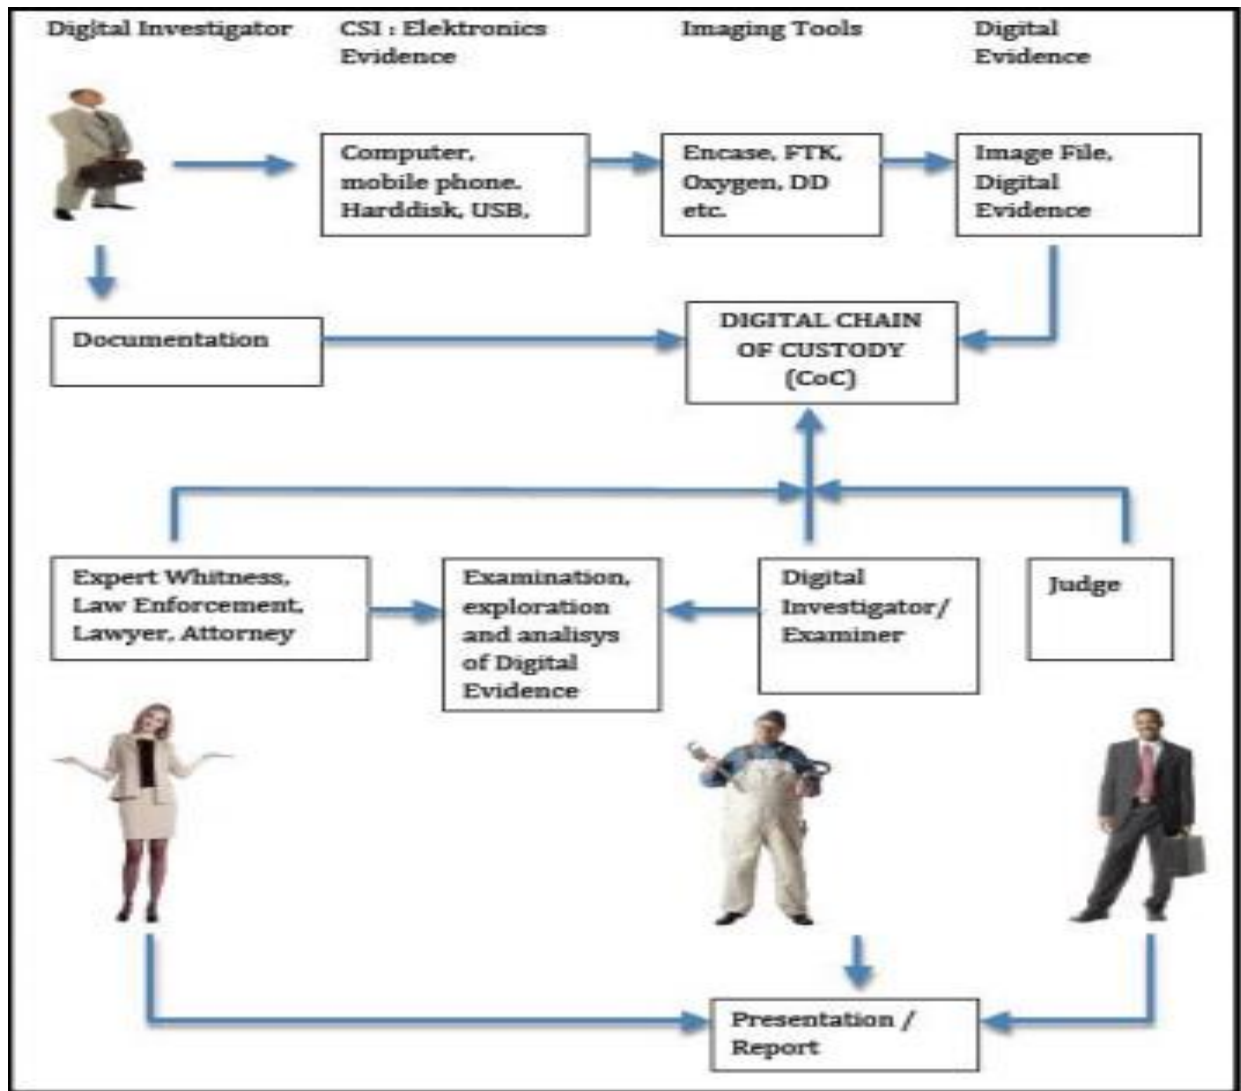 Digital Investigator
CSI : Elektronics
Evidence
Imaging Tools
Digital
Evidence
Computer,
mobile phone.
Harddisk, USB,
Encase, FTK,
Oxygen, DD
etc.
Image File,
Digital
Evidence
Documentation
DIGITAL CHAIN
OF CUSTODY
(CoC)
Expert Whitness,
Law Enforcement,
Lawyer, Attorney
Examination,
exploration
and analisys
of Digital
Evidence
Digital
Investigator/
Examiner
Judge
Presentation /
Report